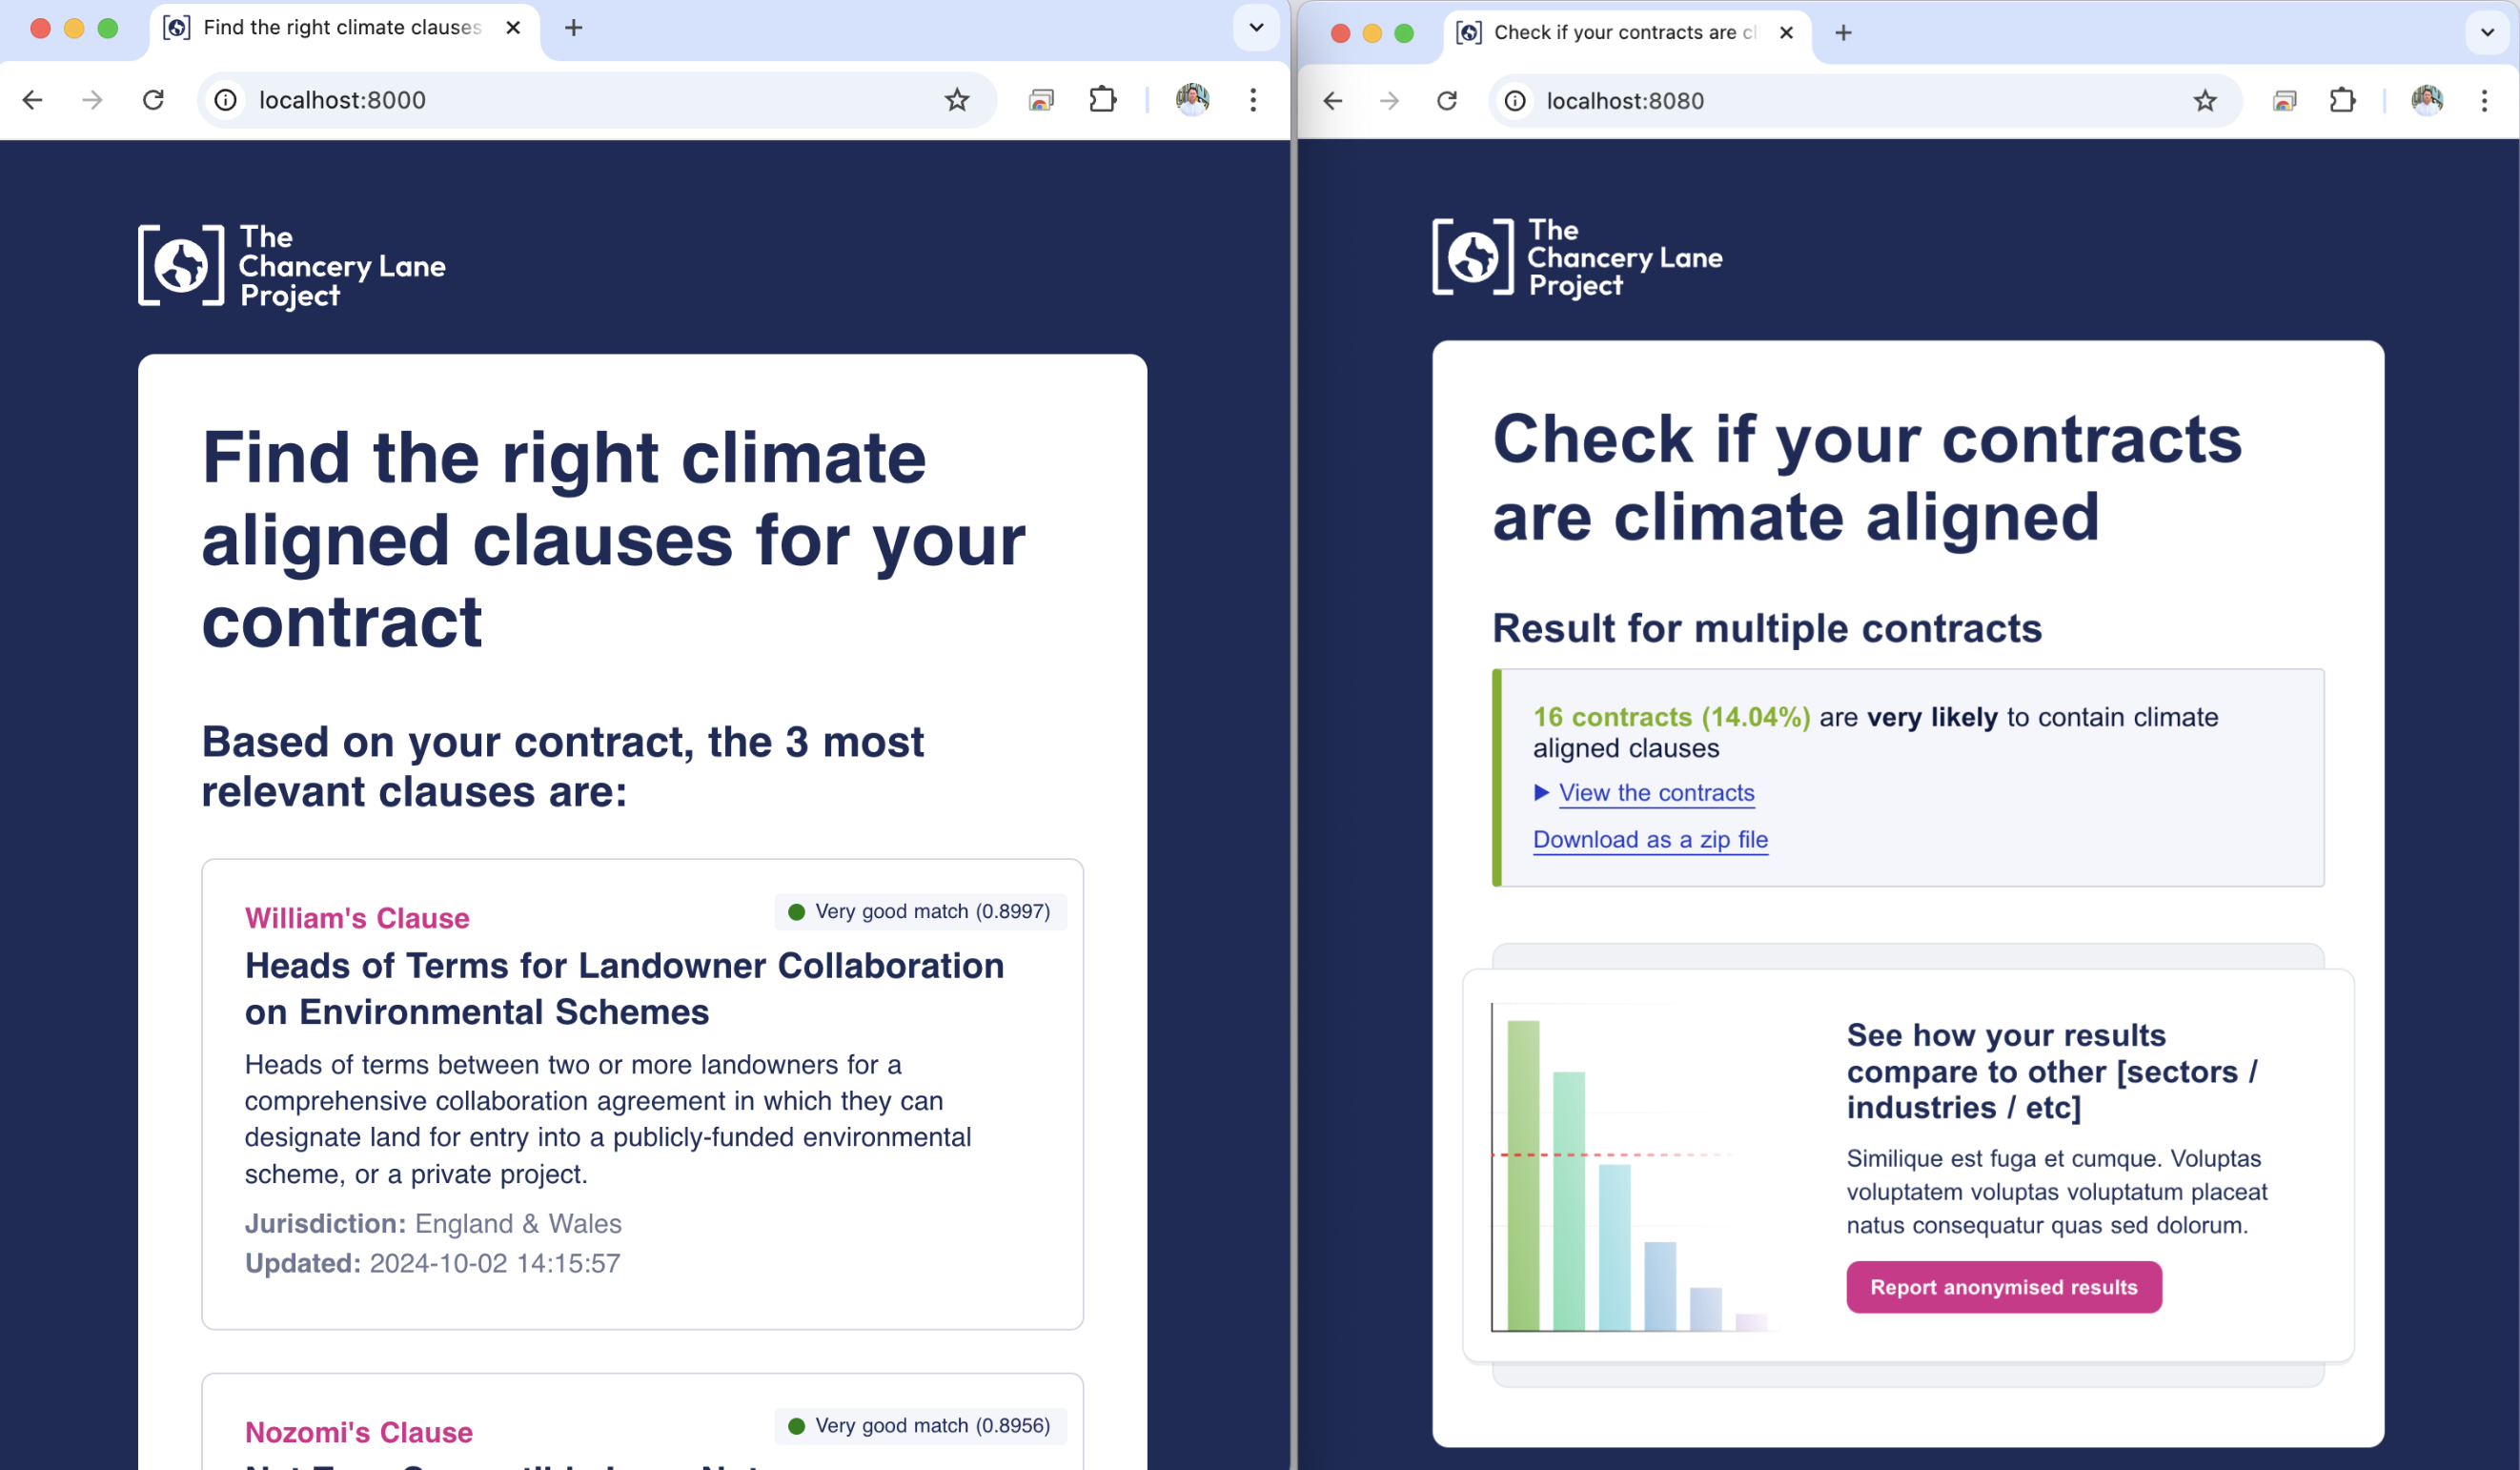 Find the right climate clauses
localhost:8000
The
Chancery Lane
Project
Find the right climate
aligned clauses for your
contract
Based on your contract, the 3 most
relevant clauses are:
William's Clause
Very good match (0.8997)
Heads of Terms for Landowner Collaboration
on Environmental Schemes
Heads of terms between two or more landowners for a
comprehensive collaboration agreement in which they can
designate land for entry into a publicly-funded environmental
scheme, or a private project.
Jurisdiction: England & Wales
Updated: 2024-10-02 14:15:57
Nozomi's Clause
Very good match (0.8956)
Check if your contracts are cl
localhost:8080
The
Chancery Lane
Project
Check if your contracts
are climate aligned
Result for multiple contracts
16 contracts (14.04%) are very likely to contain climate
aligned clauses
View the contracts
Download as a zip file
See how your results
compare to other [sectors /
industries / etc]
Similique est fuga et cumque. Voluptas
voluptatem voluptas voluptatum placeat
natus consequatur quas sed dolorum.
Report anonymised results